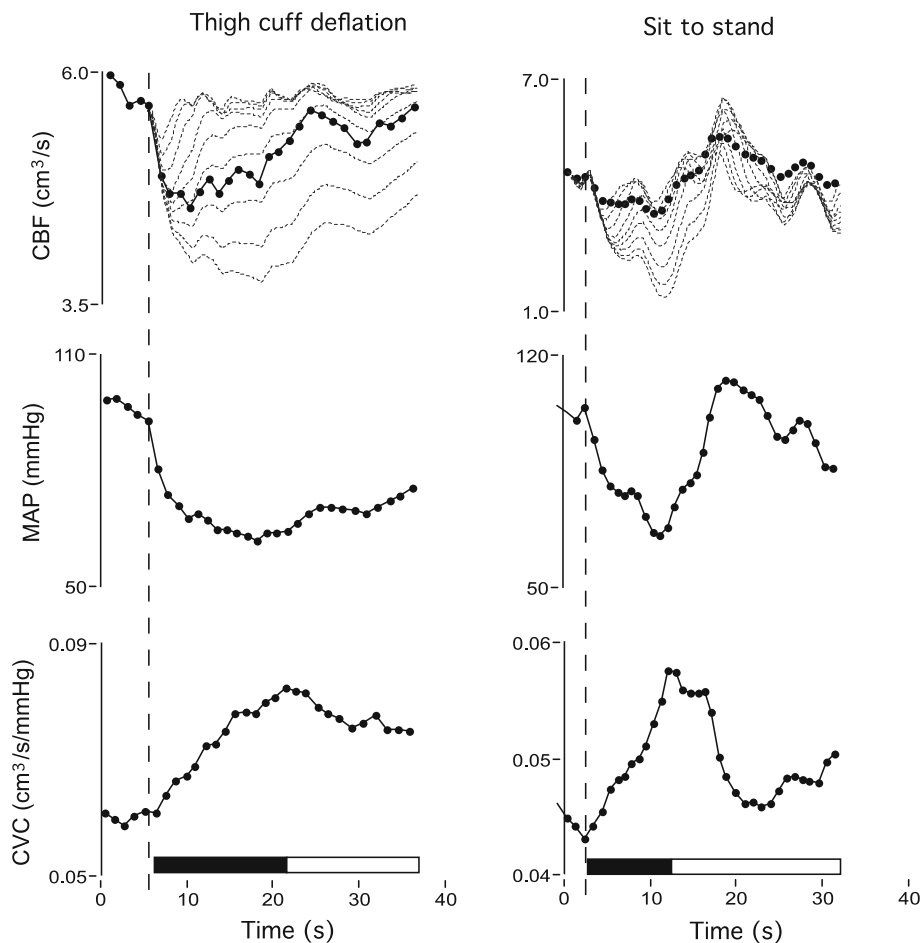 Thigh cuff deflation
Sit to stand
6.0
CBF (cm³/s)
3.5
7.0
1.0
110
MAP (mmHg)
50
120
50
0.09
CVC (cm³/s/mmHg)
0.05
0.06
0.05
0.04
0 10 20 30 40
0 10 20 30 40
Time (s)
Time (s)